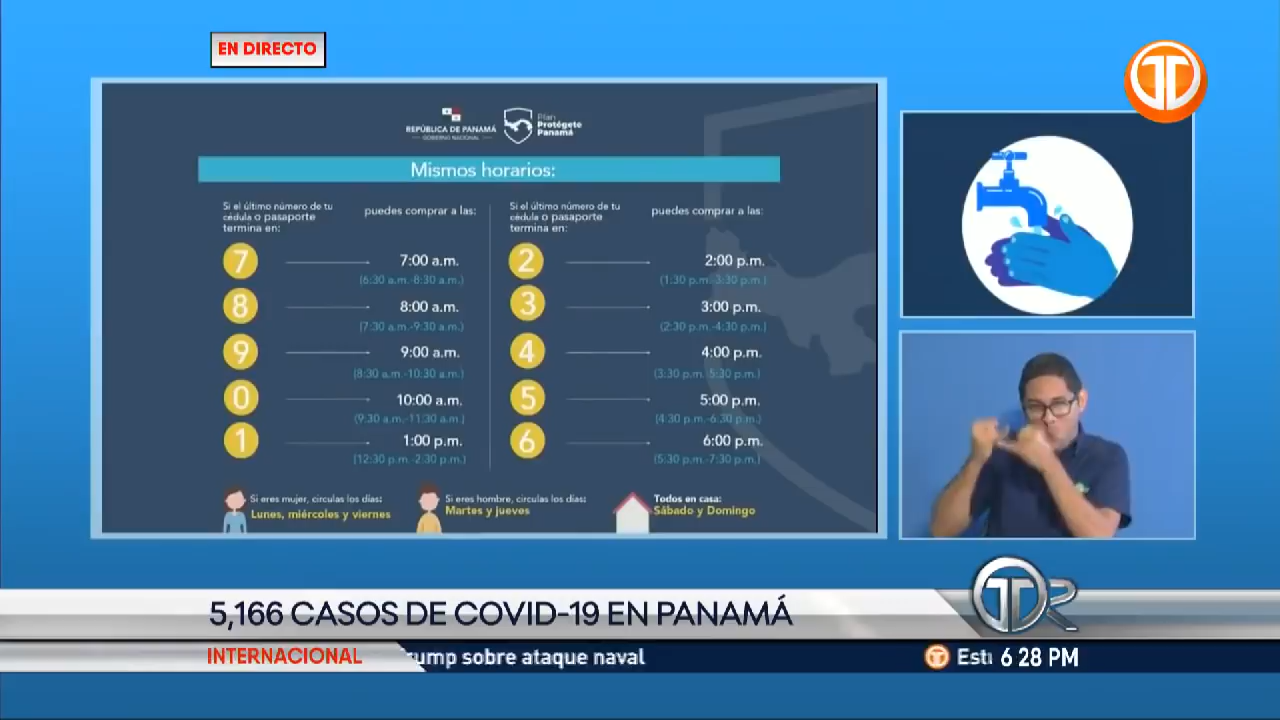 EN DIRECTO
REPÚBLICA DE PANAMÁ
GOBIERNO NACIONAL
Plan
Protégete
Panamá
Mismos horarios:
Si el último número de tu
cédula o pasaporte
termina en:
puedes comprar a las:
7
7:00 a.m.
(6:30 a.m.-8:30 a.m.)
8
8:00 a.m.
(7:30 a.m.-9:30 a.m.)
9
9:00 a.m.
(8:30 a.m.-10:30 a.m.)
0
10:00 a.m.
(9:30 a.m.-11:30 a.m.)
1
1:00 p.m.
(12:30 p.m.-2:30 p.m.)
Si el último número de tu
cédula o pasaporte
termina en:
puedes comprar a las:
2
2:00 p.m.
(1:30 p.m.-3:30 p.m.)
3
3:00 p.m.
(2:30 p.m.-4:30 p.m.)
4
4:00 p.m.
(3:30 p.m.-5:30 p.m.)
5
5:00 p.m.
(4:30 p.m.-6:30 p.m.)
6
6:00 p.m.
(5:30 p.m.-7:30 p.m.)
Si eres mujer, circulas los días:
Lunes, miércoles y viernes
Si eres hombre, circulas los días:
Martes y jueves
Todos en casa:
Sábado y Domingo
5,166 CASOS DE COVID-19 EN PANAMÁ
INTERNACIONAL
rump sobre ataque naval
6 28 PM